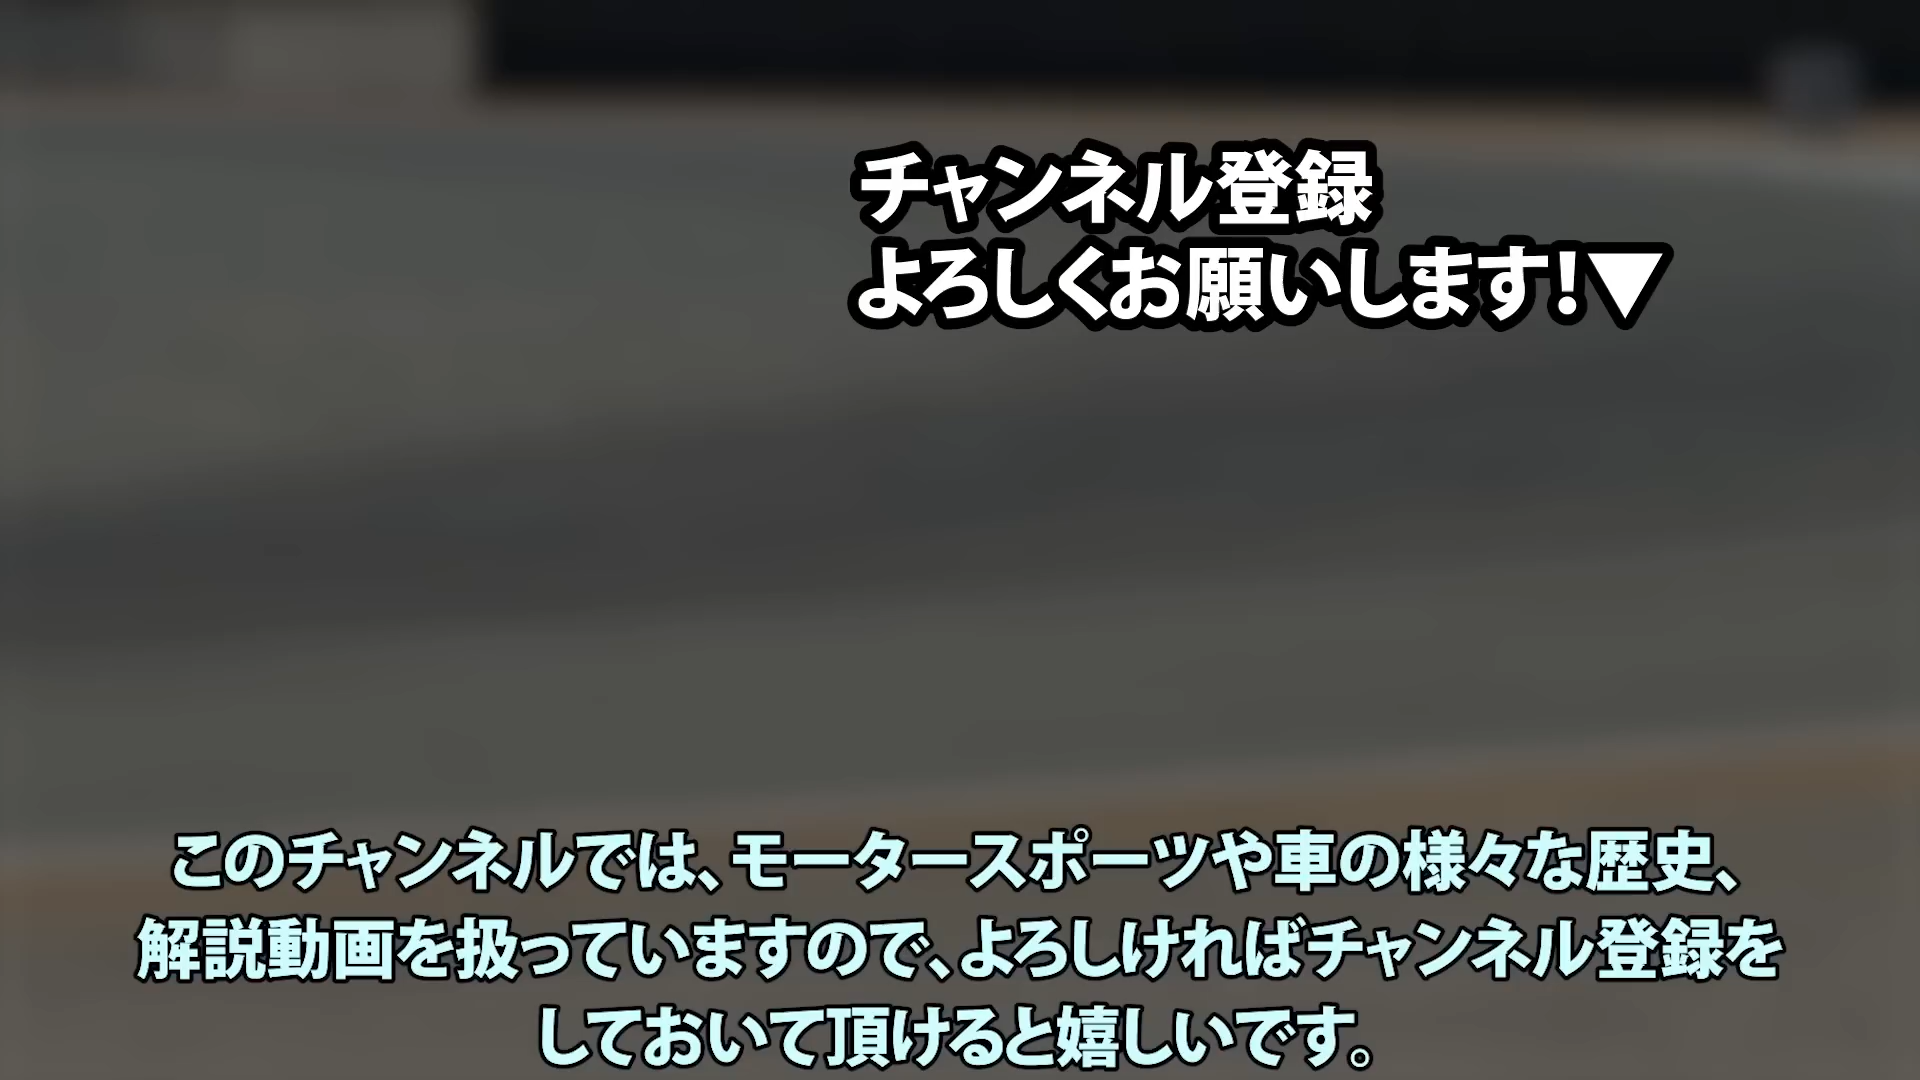 チャンネル登録
よろしくお願いします!▼
このチャンネルでは、モータースポーツや車の様々な歴史、
解説動画を扱っていますので、よろしければチャンネル登録を
しておいて頂けると嬉しいです。